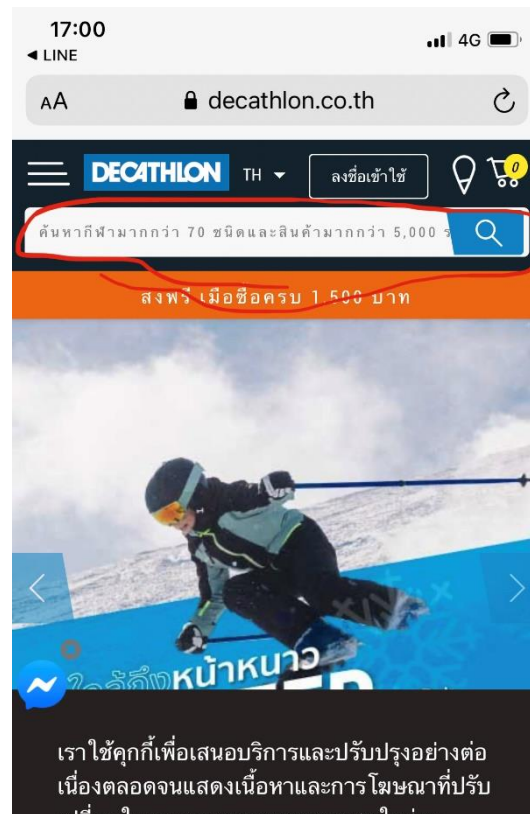 17:00
4G
◀ LINE
AA decathlon.co.th
DECATHLON TH ลงชื่อเข้าใช้ 0
ค้นหากีฬามากกว่า 70 ชนิดและสินค้ามากกว่า 5,000 ร
ส่งฟรี เมื่อซื้อครบ 1,500 บาท
ใกล้ถึงหน้าหนาว
เราใช้คุกกี้เพื่อเสนอบริการและปรับปรุงอย่างต่อ
เนื่องตลอดจนแสดงเนื้อหาและการโฆษณาที่ปรับ